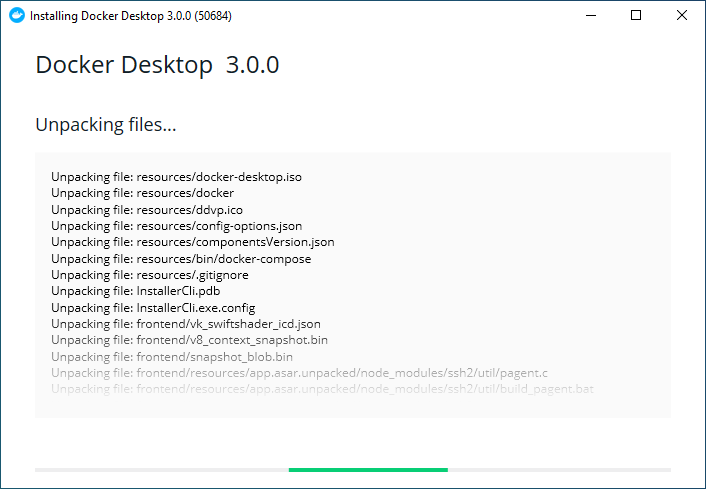 Installing Docker Desktop 3.0.0 (50684)
Docker Desktop 3.0.0
Unpacking files...
Unpacking file: resources/docker-desktop.iso
Unpacking file: resources/docker
Unpacking file: resources/ddvp.ico
Unpacking file: resources/config-options.json
Unpacking file: resources/componentsVersion.json
Unpacking file: resources/bin/docker-compose
Unpacking file: resources/.gitignore
Unpacking file: InstallerCli.pdb
Unpacking file: InstallerCli.exe.config
Unpacking file: frontend/vk_swiftshader_icd.json
Unpacking file: frontend/v8_context_snapshot.bin
Unpacking file: frontend/snapshot_blob.bin
Unpacking file: frontend/resources/app.asar.unpacked/node_modules/ssh2/util/pagent.c
Unpacking file: frontend/resources/app.asar.unpacked/node_modules/ssh2/util/build_pagent.bat